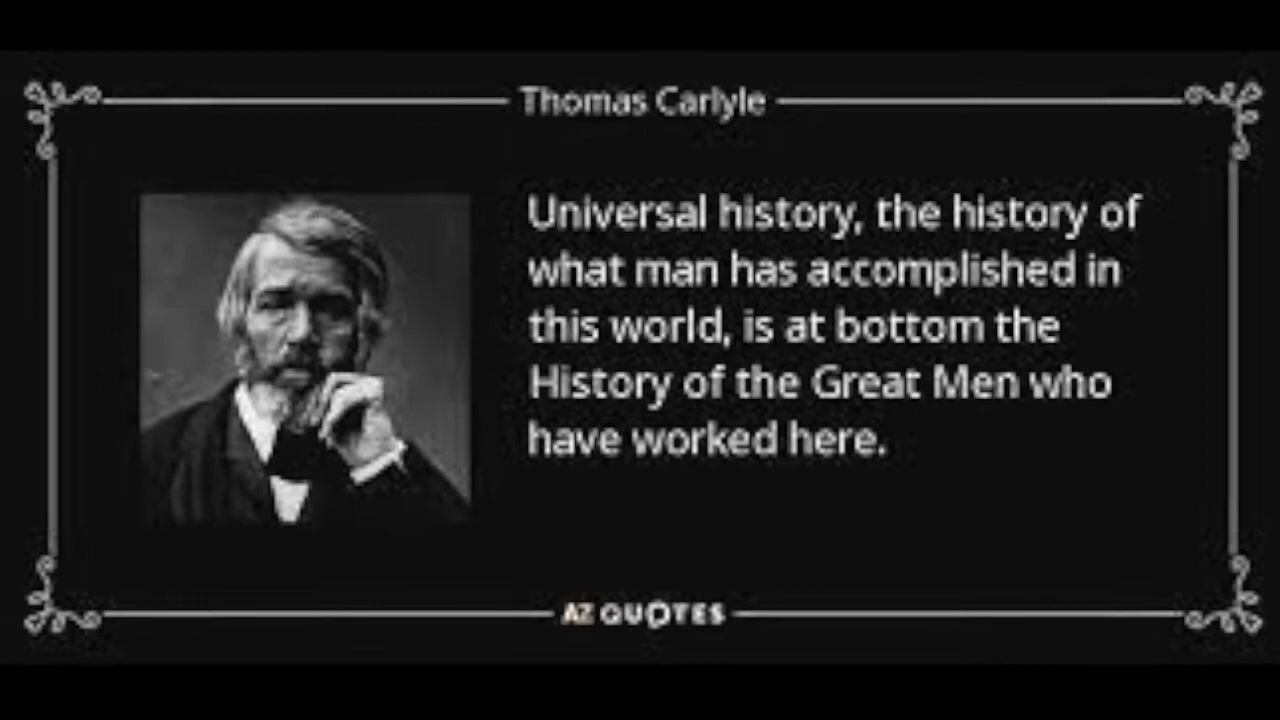 Thomas Carlyle
Universal history, the history of
what man has accomplished in
this world, is at bottom the
History of the Great Men who
have worked here.
AZ QUOTES